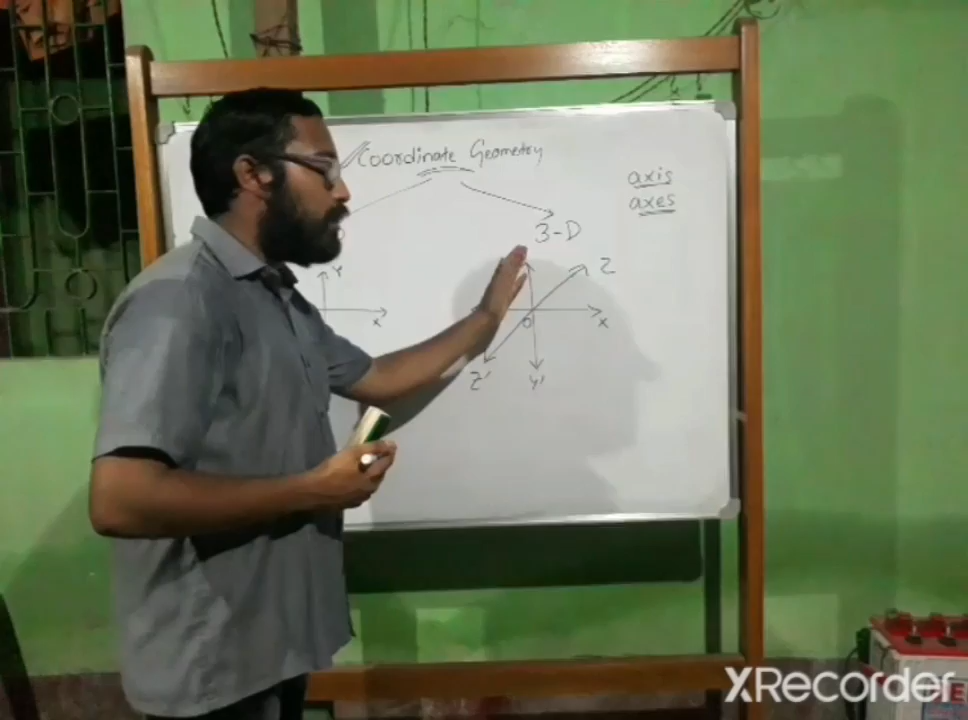 Coordinate Geometry
axis
axes
3-D
Y
Z
X
O
X
Z'
Y'
XRecorder